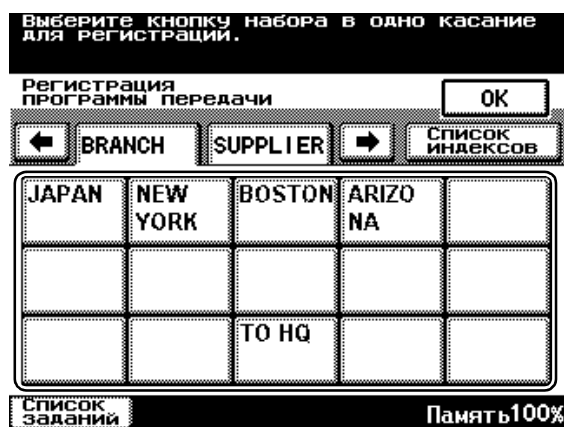 Выберите кнопку набора в одно касание
для регистрации.
Регистрация
программы передачи
OK
BRANCH
SUPPLIER
Список
индексов
JAPAN
NEW
YORK
BOSTON
ARIZO
NA
TO HQ
Список
заданий
Память100%